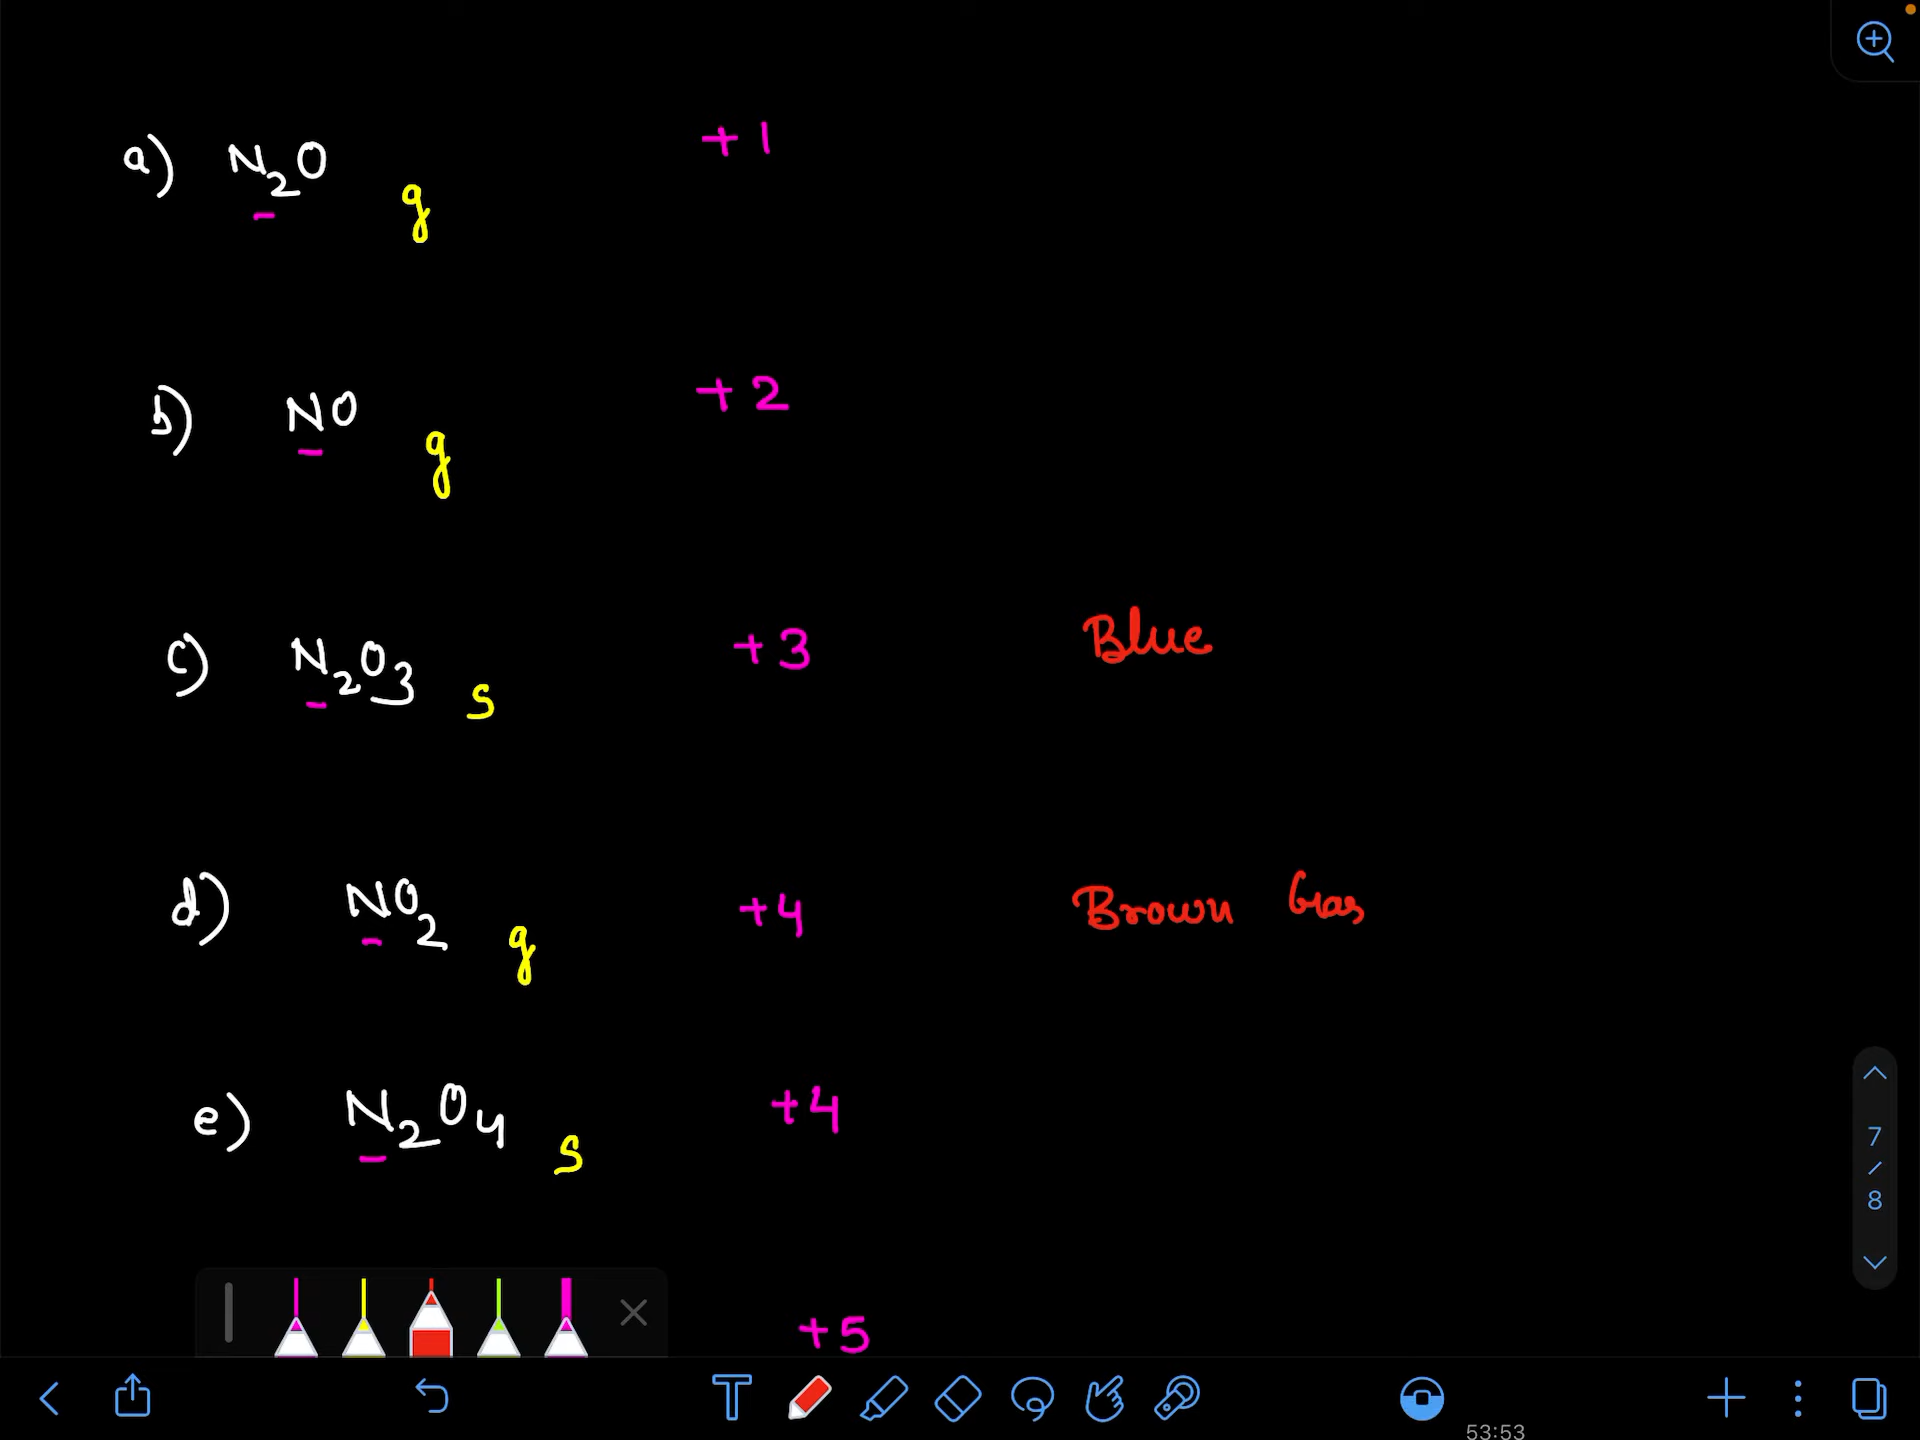 a) N₂O g +1
b) NO g +2
c) N₂O₃ s +3 Blue
d) NO₂ g +4 Brown Gas
e) N₂O₄ s +4
+5
7
/
8
T
53:53